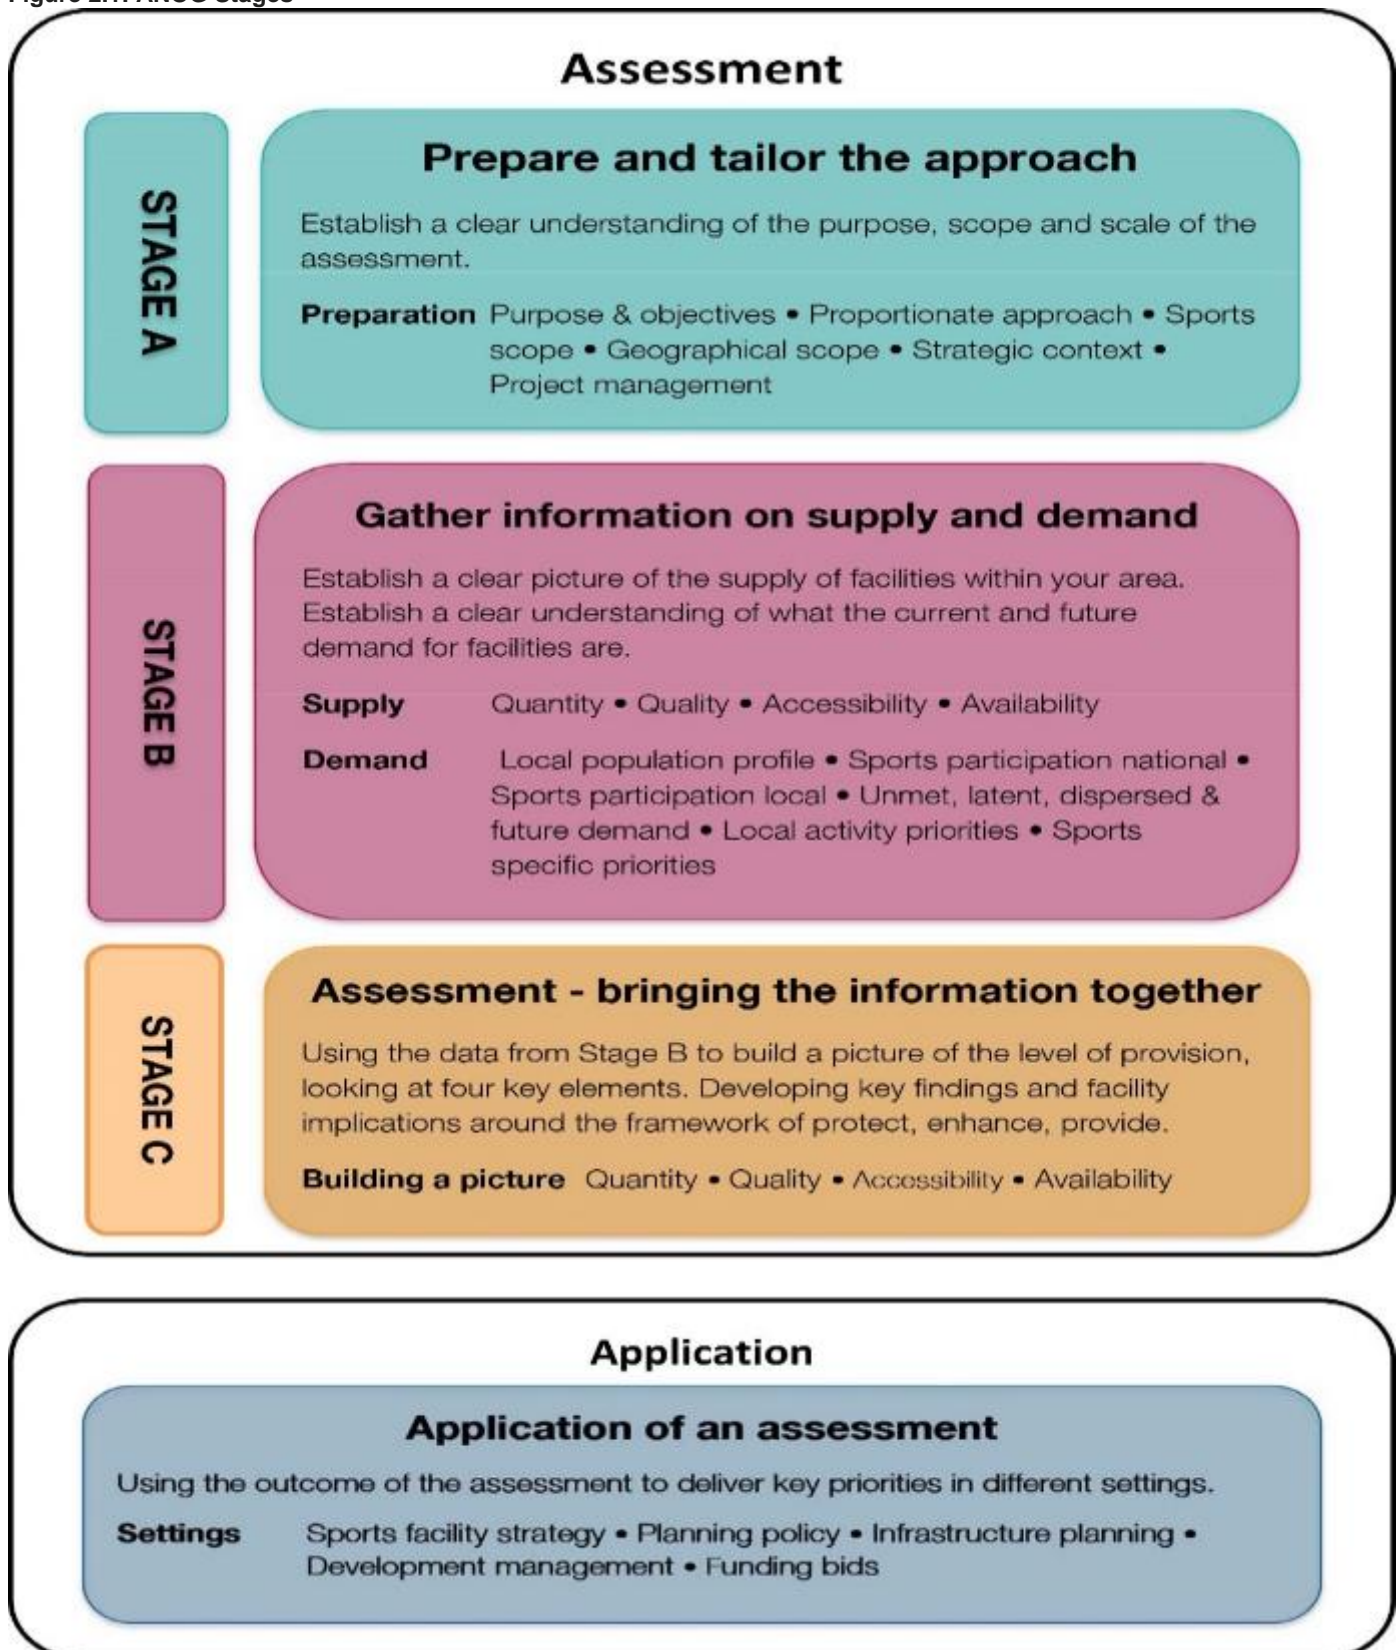 Assessment
STAGE A
Prepare and tailor the approach
Establish a clear understanding of the purpose, scope and scale of the
assessment.
Preparation Purpose & objectives • Proportionate approach • Sports
scope • Geographical scope • Strategic context •
Project management
STAGE B
Gather information on supply and demand
Establish a clear picture of the supply of facilities within your area.
Establish a clear understanding of what the current and future
demand for facilities are.
Supply Quantity • Quality • Accessibility • Availability
Demand Local population profile • Sports participation national •
Sports participation local • Unmet, latent, dispersed &
future demand • Local activity priorities • Sports
specific priorities
STAGE C
Assessment - bringing the information together
Using the data from Stage B to build a picture of the level of provision,
looking at four key elements. Developing key findings and facility
implications around the framework of protect, enhance, provide.
Building a picture Quantity • Quality • Accessibility • Availability
Application
Application of an assessment
Using the outcome of the assessment to deliver key priorities in different settings.
Settings Sports facility strategy • Planning policy • Infrastructure planning •
Development management • Funding bids